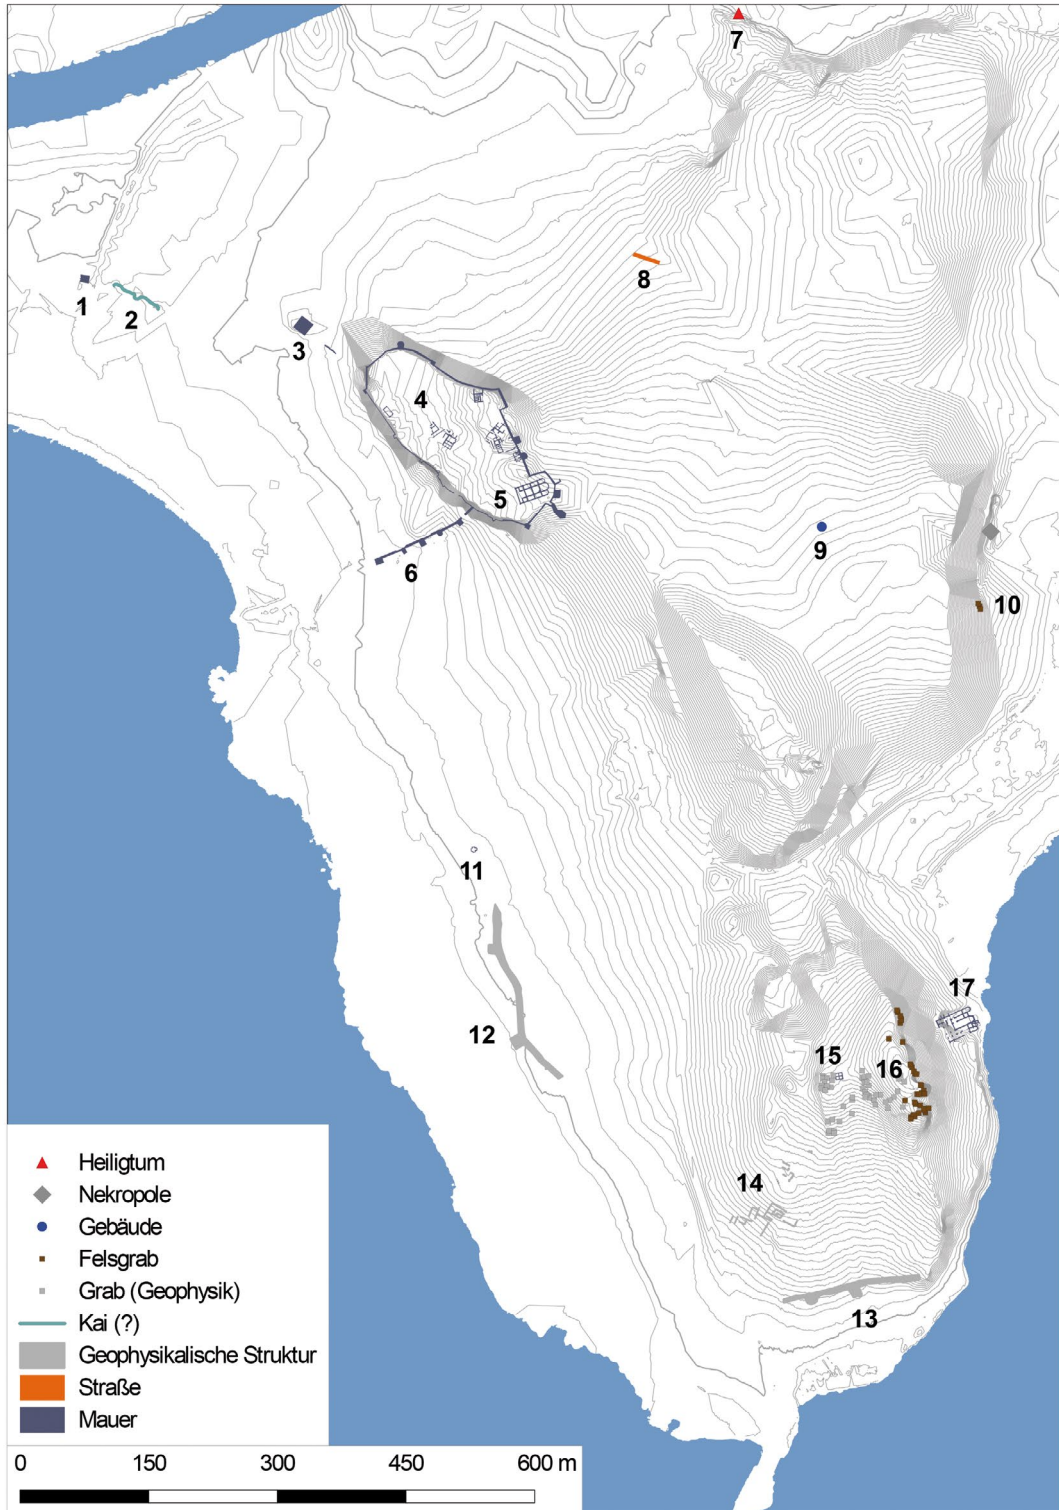 7
8
1
2
3
4
5
6
9
10
11
12
17
15
16
14
13
Heiligtum
Nekropole
Gebäude
Felsgrab
Grab (Geophysik)
Kai (?)
Geophysikalische Struktur
Straße
Mauer
0 150 300 450 600 m